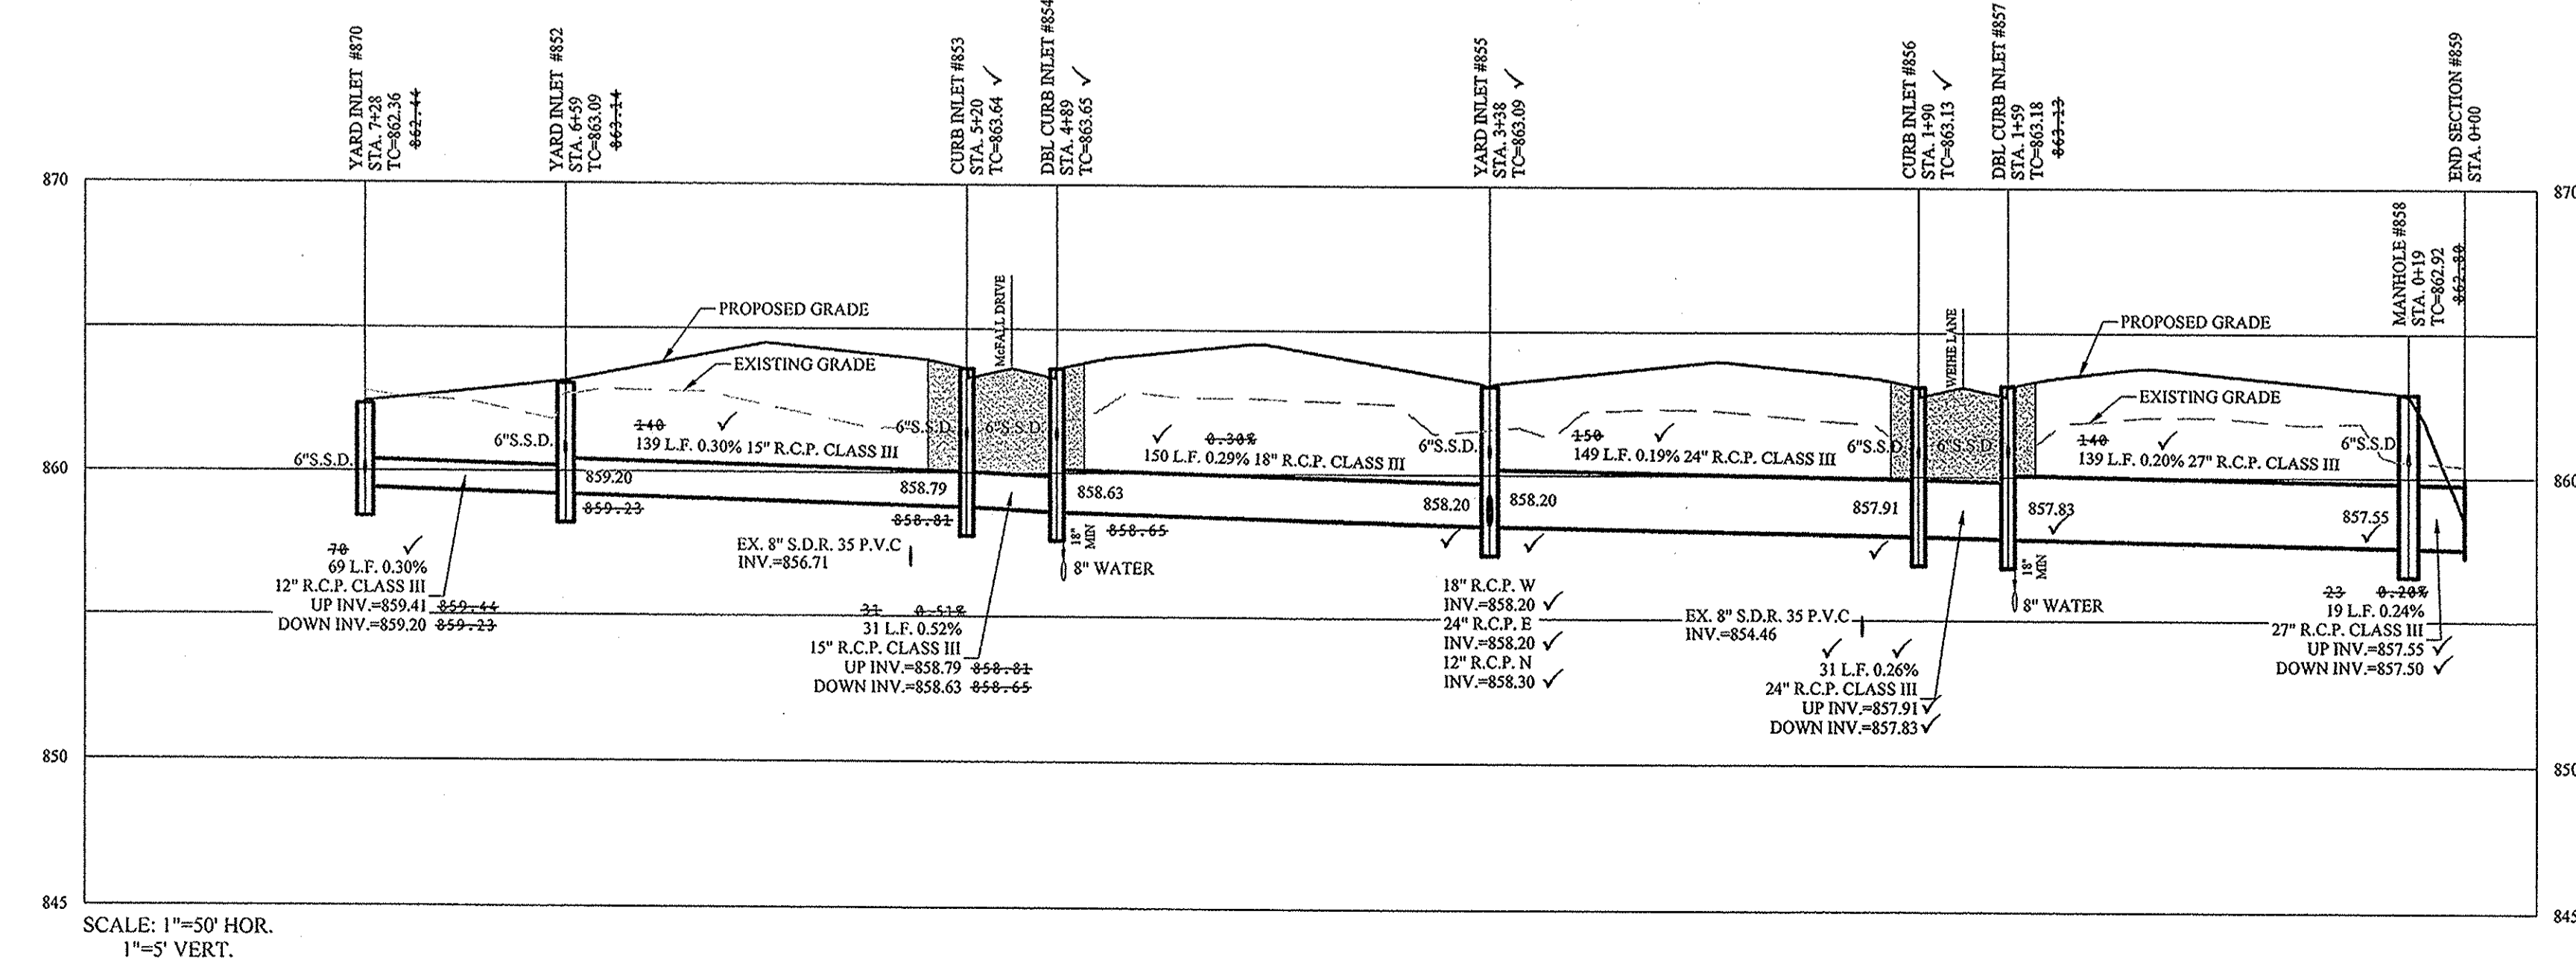 YARD INLET #870
STA. 7+28
TC=862.36
862.44
YARD INLET #852
STA. 6+59
TC=863.09
863.14
CURB INLET #853
STA. 5+20
TC=863.64 ✓
DBL CURB INLET #854
STA. 4+89
TC=863.65 ✓
YARD INLET #855
STA. 3+38
TC=863.09 ✓
CURB INLET #856
STA. 1+90
TC=863.13 ✓
DBL CURB INLET #857
STA. 1+59
TC=863.18
863.13
END SECTION #859
STA. 0+00
MANHOLE #858
STA. 0+19
TC=862.92
862.80
870
870
McFALL DRIVE
WEIHE LANE
PROPOSED GRADE
PROPOSED GRADE
EXISTING GRADE
EXISTING GRADE
6"S.S.D.
6"S.S.D.
6"S.S.D.
6"S.S.D.
6"S.S.D.
6"S.S.D.
6"S.S.D.
6"S.S.D.
140 ✓
139 L.F. 0.30% 15" R.C.P. CLASS III
✓ 0.30%
150 L.F. 0.29% 18" R.C.P. CLASS III
150 ✓
149 L.F. 0.19% 24" R.C.P. CLASS III
140 ✓
139 L.F. 0.20% 27" R.C.P. CLASS III
860
860
859.20
859.23
858.79
858.81
858.63
858.65
858.20 ✓
858.20 ✓
857.91 ✓
857.83 ✓
857.55 ✓
18"
MIN
8" WATER
18"
MIN
8" WATER
70 ✓
69 L.F. 0.30%
12" R.C.P. CLASS III
UP INV.=859.41 859.44
DOWN INV.=859.20 859.23
EX. 8" S.D.R. 35 P.V.C
INV.=856.71
31 0.51%
31 L.F. 0.52%
15" R.C.P. CLASS III
UP INV.=858.79 858.81
DOWN INV.=858.63 858.65
18" R.C.P. W
INV.=858.20 ✓
24" R.C.P. E
INV.=858.20 ✓
12" R.C.P. N
INV.=858.30 ✓
EX. 8" S.D.R. 35 P.V.C
INV.=854.46
✓ ✓
31 L.F. 0.26%
24" R.C.P. CLASS III
UP INV.=857.91 ✓
DOWN INV.=857.83 ✓
23 0.20%
19 L.F. 0.24%
27" R.C.P. CLASS III
UP INV.=857.55 ✓
DOWN INV.=857.50 ✓
850
850
845
845
SCALE: 1"=50' HOR.
1"=5' VERT.